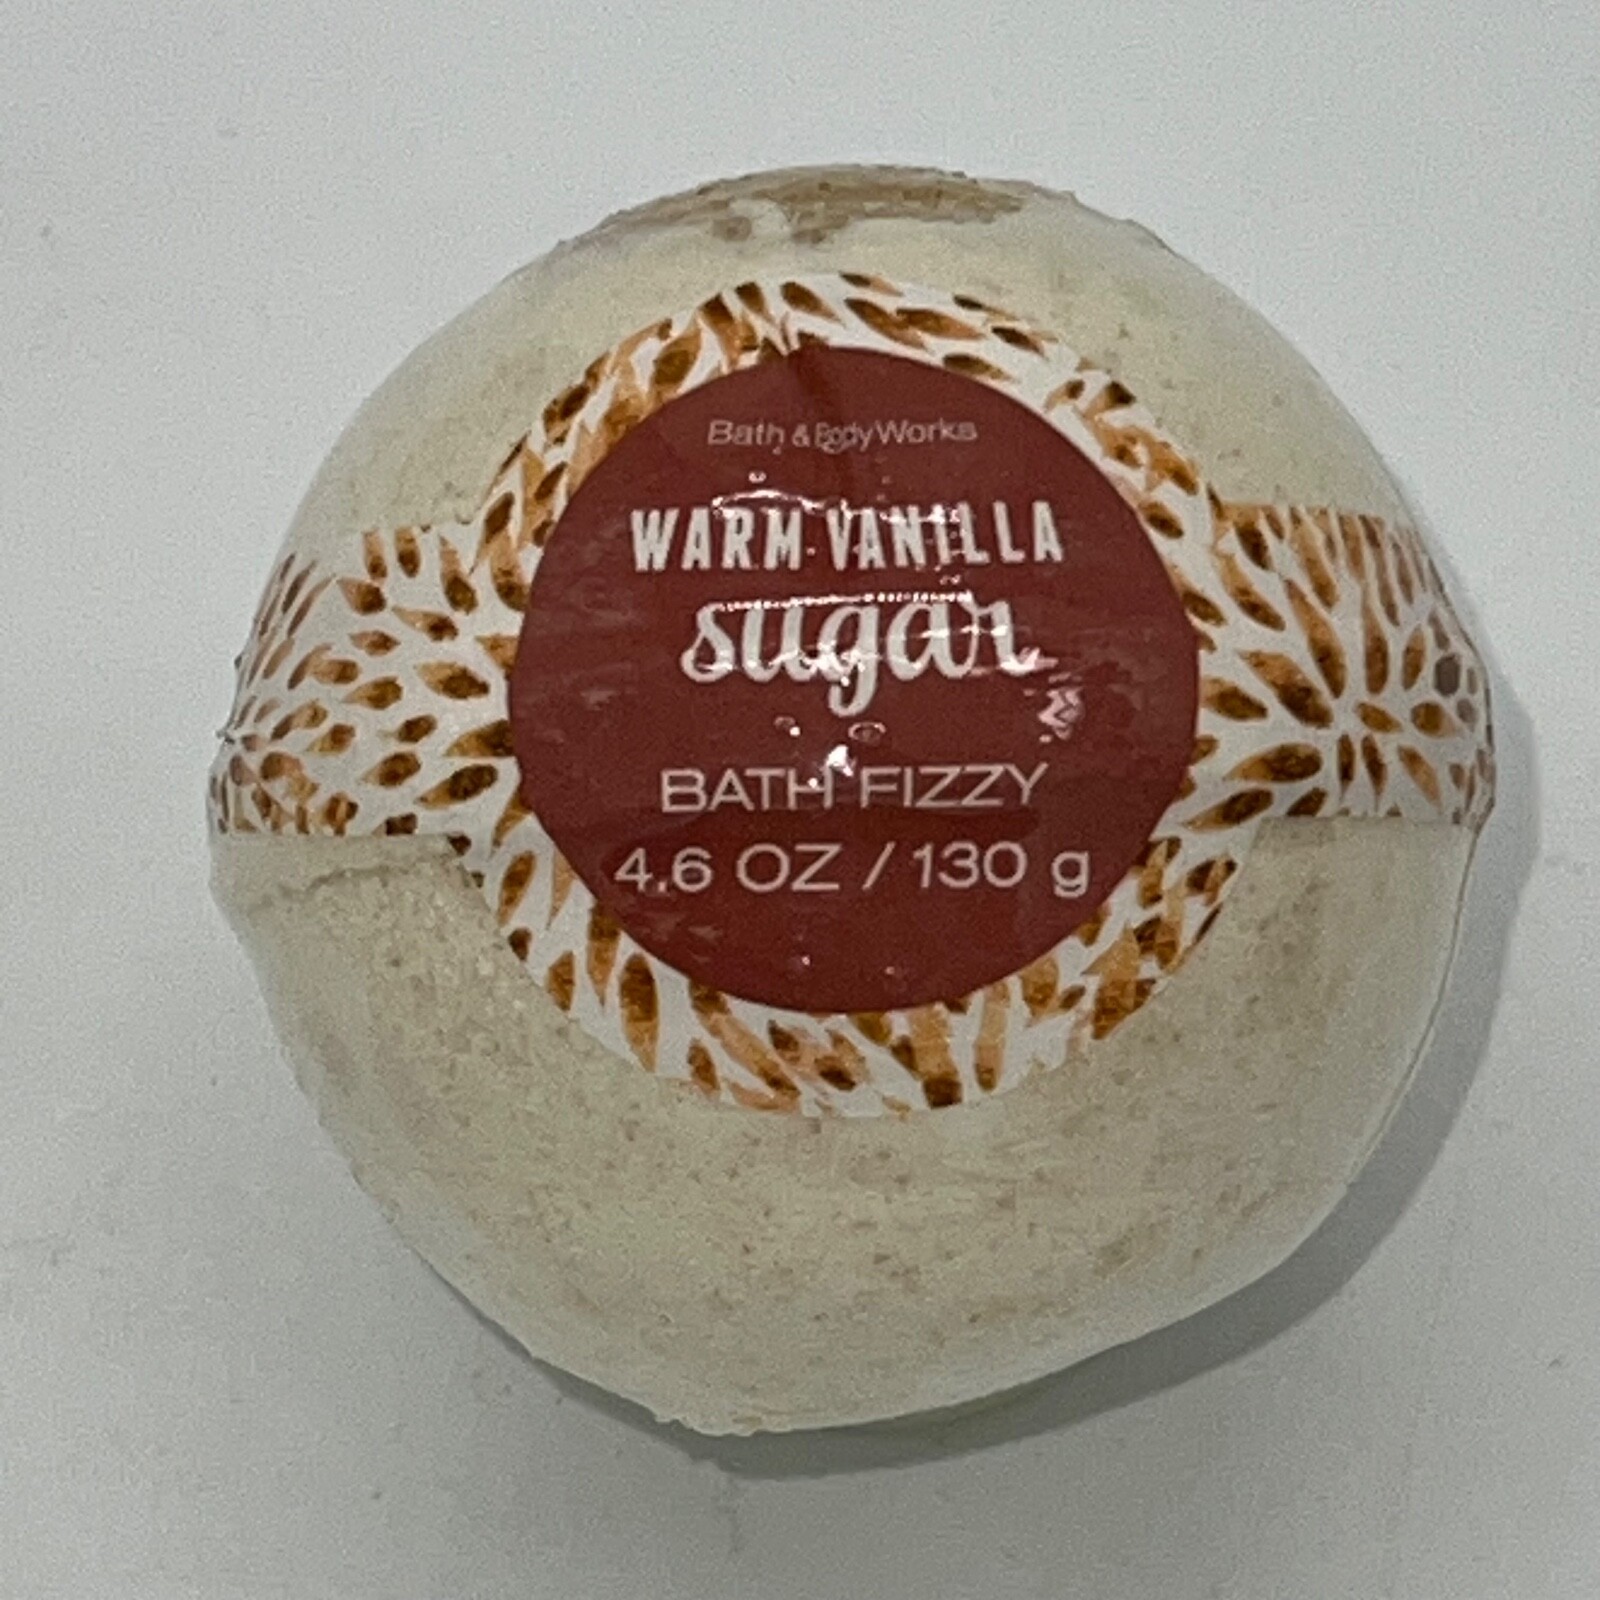 Bath & Body Works
WARM VANILLA
sugar
BATH FIZZY
4.6 OZ / 130 g